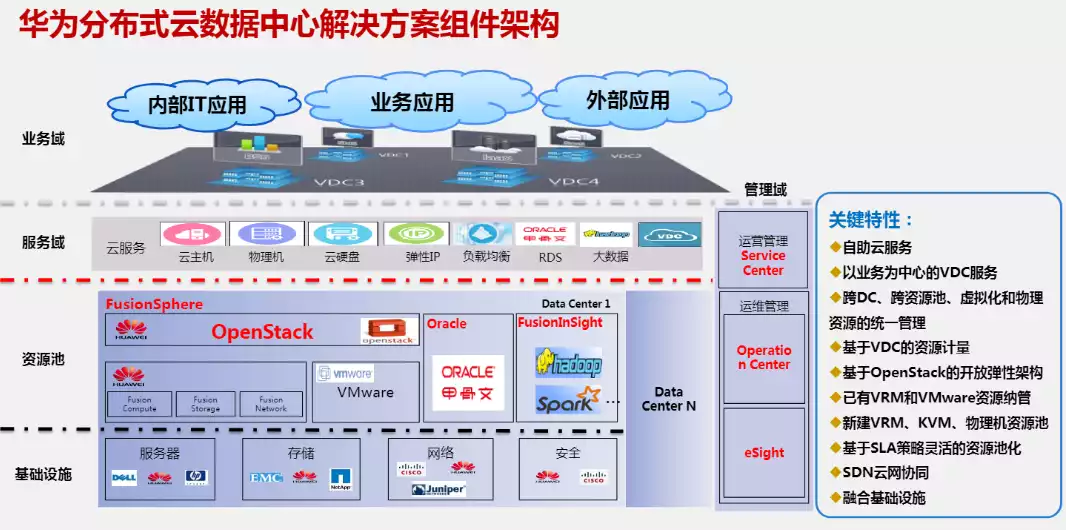 华为分布式云数据中心解决方案组件架构
内部IT应用
业务应用
外部应用
业务域
VDC1
VDC2
VDC3
VDC4
管理域
服务域
云服务
云主机
物理机
云硬盘
弹性IP
负载均衡
ORACLE
甲骨文
RDS
hadoop
大数据
VDC
运营管理
Service
Center
资源池
FusionSphere
Data Center 1
HUAWEI
OpenStack
openstack
Oracle
FusionInSight
HUAWEI
Fusion
Compute
Fusion
Storage
Fusion
Network
vmware
VMware
ORACLE
甲骨文
hadoop
Spark
...
Data
Center N
运维管理
Operatio
n Center
eSight
基础设施
服务器
DELL
HUAWEI
hp
存储
EMC
HUAWEI
NetApp
网络
CISCO
HUAWEI
Juniper
安全
HUAWEI
CISCO
关键特性：
◆自助云服务
◆以业务为中心的VDC服务
◆跨DC、跨资源池、虚拟化和物理
资源的统一管理
◆基于VDC的资源计量
◆基于OpenStack的开放弹性架构
◆已有VRM和VMware资源纳管
◆新建VRM、KVM、物理机资源池
◆基于SLA策略灵活的资源池化
◆SDN云网协同
◆融合基础设施